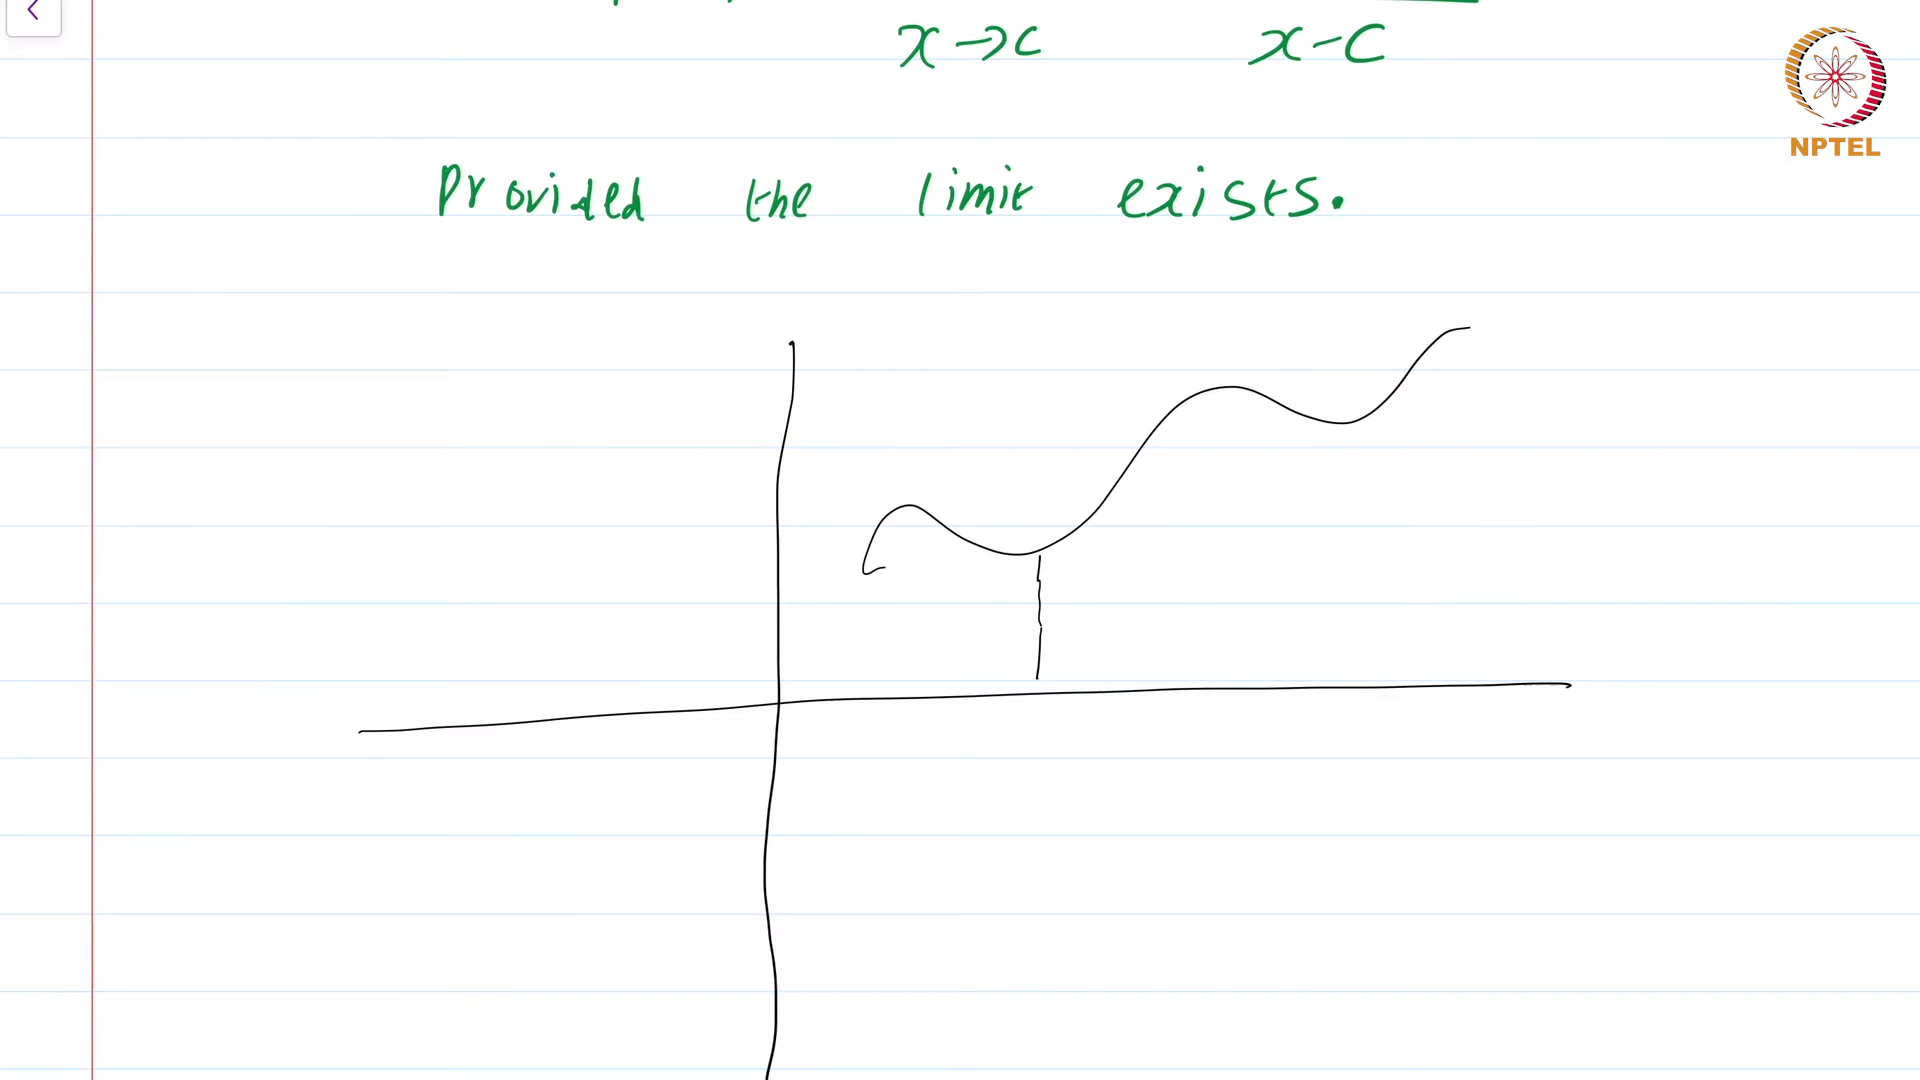 x→c x-c
NPTEL
Provided the limit exists.